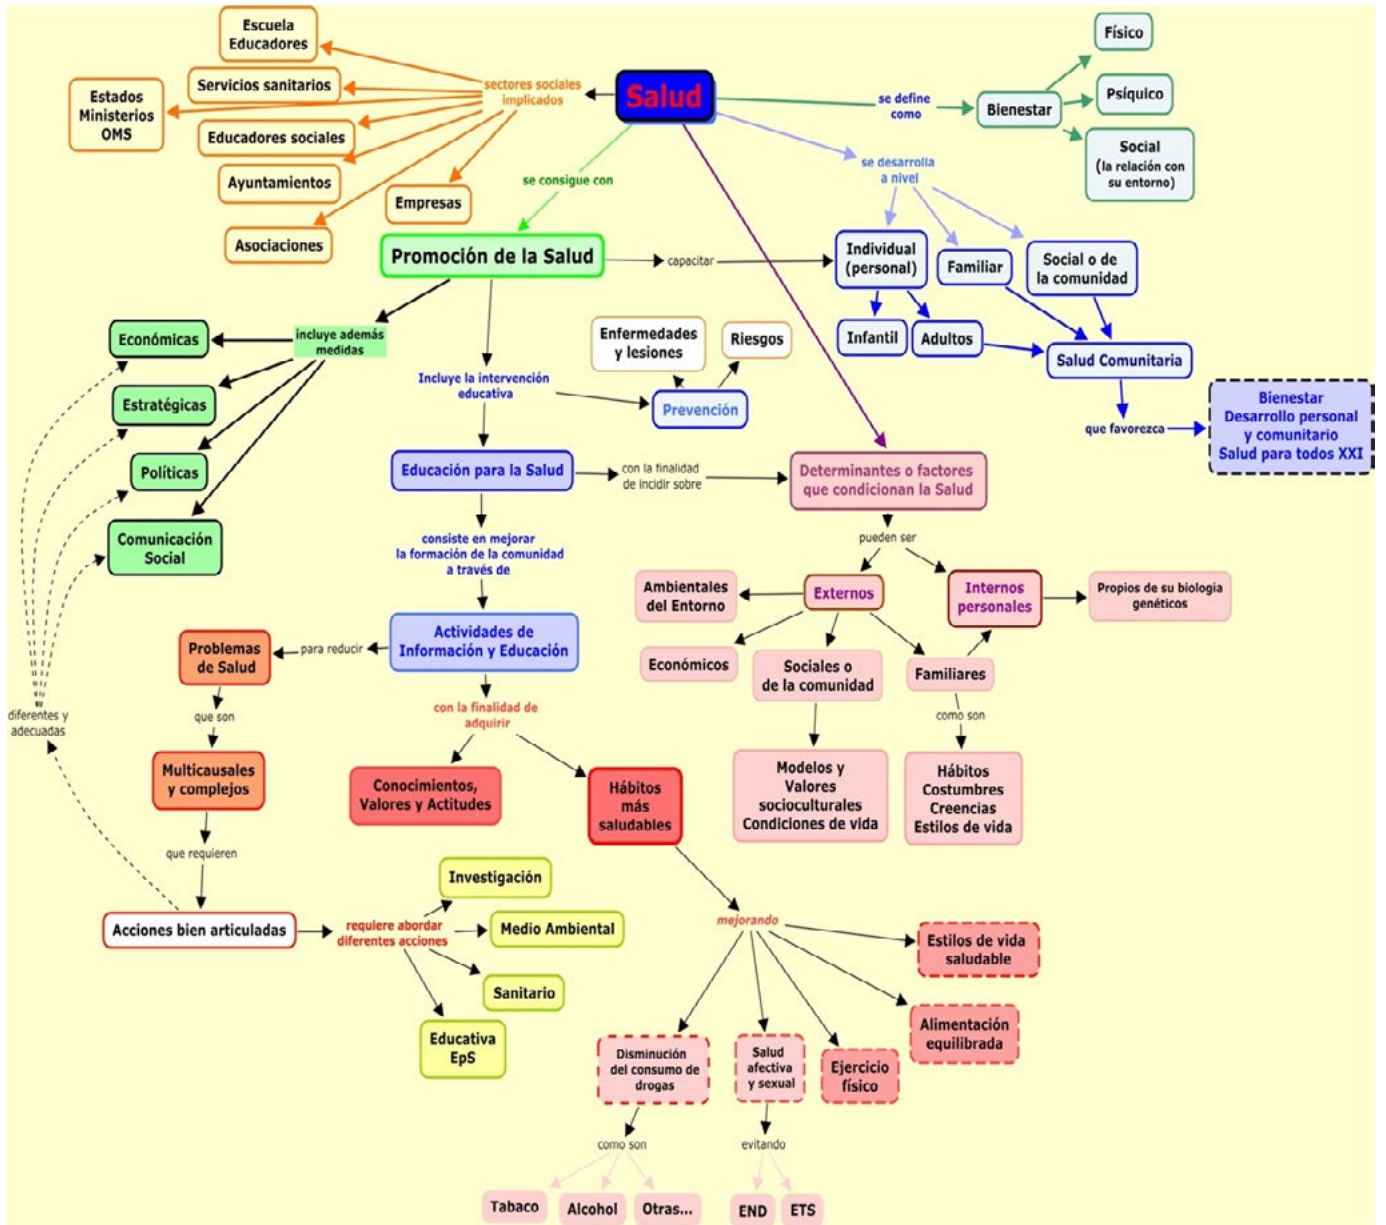 Escuela
Educadores
Servicios sanitarios
Estados
Ministerios
OMS
Educadores sociales
Ayuntamientos
Empresas
Asociaciones
sectores sociales
implicados
Salud
se define
como
Bienestar
Físico
Psíquico
Social
(la relación con
su entorno)
se desarrolla
a nivel
se consigue con
Promoción de la Salud
capacitar
Individual
(personal)
Familiar
Social o de
la comunidad
Infantil
Adultos
Salud Comunitaria
que favorezca
Bienestar
Desarrollo personal
y comunitario
Salud para todos XXI
incluye además
medidas
Económicas
Estratégicas
Políticas
Comunicación
Social
Incluye la intervención
educativa
Enfermedades
y lesiones
Riesgos
Prevención
Educación para la Salud
con la finalidad
de incidir sobre
Determinantes o factores
que condicionan la Salud
pueden ser
consiste en mejorar
la formación de la comunidad
a través de
Ambientales
del Entorno
Externos
Internos
personales
Propios de su biologia
genéticos
Económicos
Sociales o
de la comunidad
Familiares
como son
Modelos y
Valores
socioculturales
Condiciones de vida
Hábitos
Costumbres
Creencias
Estilos de vida
Actividades de
Información y Educación
para reducir
Problemas
de Salud
que son
Multicausales
y complejos
que requieren
diferentes y
adecuadas
con la finalidad de
adquirir
Conocimientos,
Valores y Actitudes
Hábitos
más
saludables
Acciones bien articuladas
requiere abordar
diferentes acciones
Investigación
Medio Ambiental
Sanitario
Educativa
EpS
mejorando
Estilos de vida
saludable
Alimentación
equilibrada
Ejercicio
físico
Salud
afectiva
y sexual
Disminución
del consumo de
drogas
como son
evitando
Tabaco
Alcohol
Otras...
END
ETS